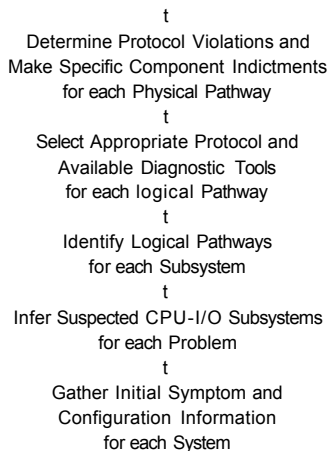 t
Determine Protocol Violations and
Make Specific Component Indictments
for each Physical Pathway
t
Select Appropriate Protocol and
Available Diagnostic Tools
for each logical Pathway
t
Identify Logical Pathways
for each Subsystem
t
Infer Suspected CPU-I/O Subsystems
for each Problem
t
Gather Initial Symptom and
Configuration Information
for each System